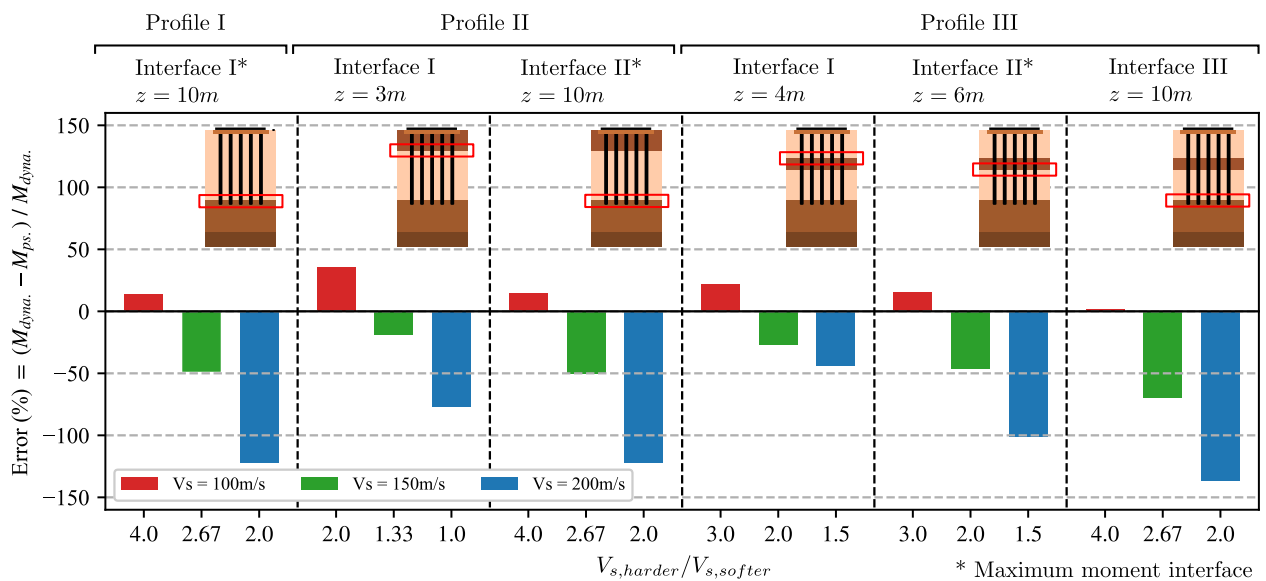 Profile I Profile II Profile III
Interface I* Interface I Interface II* Interface I Interface II* Interface III
z = 10m z = 3m z = 10m z = 4m z = 6m z = 10m
Error (%) = (M_dyna. − M_ps.) / M_dyna.
150
100
50
0
−50
−100
−150
Vs = 100m/s Vs = 150m/s Vs = 200m/s
4.0 2.67 2.0 2.0 1.33 1.0 4.0 2.67 2.0 3.0 2.0 1.5 3.0 2.0 1.5 4.0 2.67 2.0
V_s,harder/V_s,softer
* Maximum moment interface